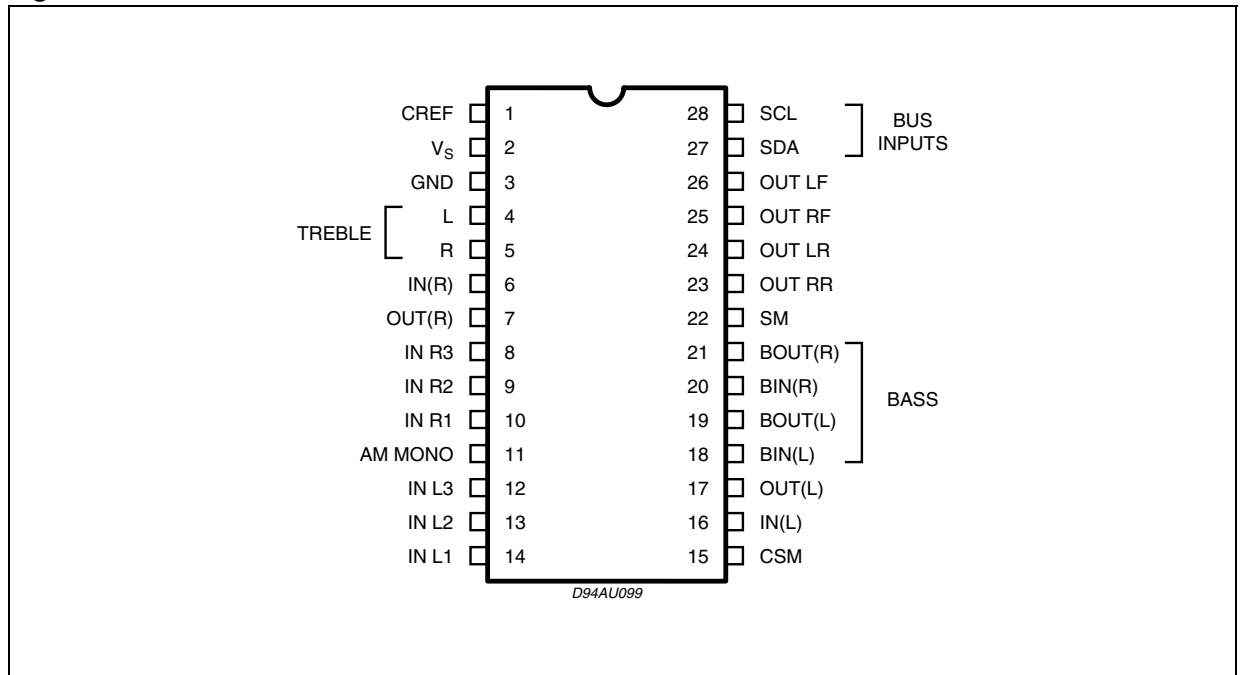 CREF 1 28 SCL
VS 2 27 SDA
BUS
INPUTS
GND 3 26 OUT LF
TREBLE
L 4 25 OUT RF
R 5 24 OUT LR
IN(R) 6 23 OUT RR
OUT(R) 7 22 SM
IN R3 8 21 BOUT(R)
IN R2 9 20 BIN(R)
BASS
IN R1 10 19 BOUT(L)
AM MONO 11 18 BIN(L)
IN L3 12 17 OUT(L)
IN L2 13 16 IN(L)
IN L1 14 15 CSM
D94AU099